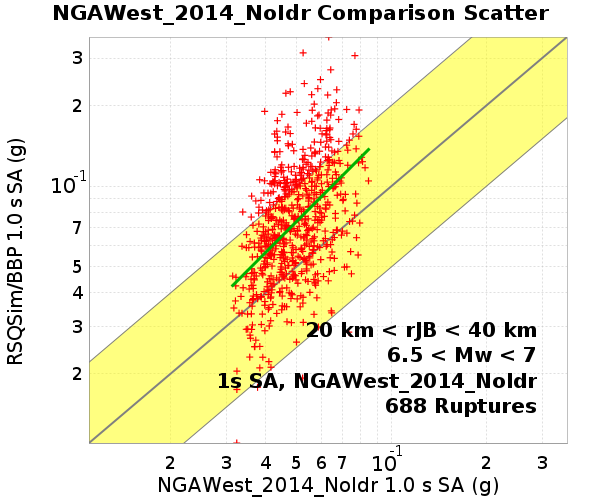 NGAWest_2014_NoIdr Comparison Scatter
RSQSim/BBP 1.0 s SA (g)
3
2
10-1
7
5
4
3
2
20 km < rJB < 40 km
6.5 < Mw < 7
1s SA, NGAWest_2014_NoIdr
688 Ruptures
2 3 4 5 6 7 10-1 2 3
NGAWest_2014_NoIdr 1.0 s SA (g)